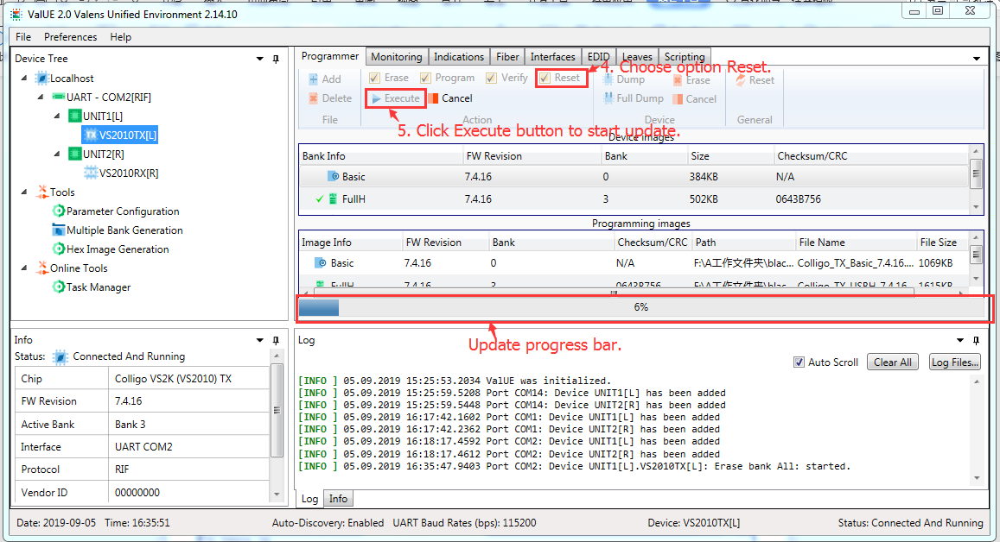 ValUE 2.0 Valens Unified Environment 2.14.10
File Preferences Help
Device Tree
Localhost
UART - COM2[RIF]
UNIT1[L]
VS2010TX[L]
UNIT2[R]
VS2010RX[R]
Tools
Parameter Configuration
Multiple Bank Generation
Hex Image Generation
Online Tools
Task Manager
Programmer Monitoring Indications Fiber Interfaces EDID Leaves Scripting
4. Choose option Reset.
Add Erase Program Verify Reset Dump Erase Reset
Delete Execute Cancel Full Dump Cancel
File Action Device General
5. Click Execute button to start update.
Device images
Bank Info FW Revision Bank Size Checksum/CRC
Basic 7.4.16 0 384KB N/A
FullH 7.4.16 3 502KB 0643B756
Programming images
Image Info FW Revision Bank Checksum/CRC Path File Name File Size
Basic 7.4.16 0 N/A F:\A工作文件夹\blac... Colligo_TX_Basic_7.4.16.... 1069KB
FullH 7.4.16 3 0643B756 F:\A工作文件夹\blac... Colligo_TX_USBH_7.4.16.... 1615KB
6%
Update progress bar.
Info
Status: Connected And Running
Chip Colligo VS2K (VS2010) TX
FW Revision 7.4.16
Active Bank Bank 3
Interface UART COM2
Protocol RIF
Vendor ID 00000000
Log
Auto Scroll Clear All Log Files...
[INFO ] 05.09.2019 15:25:53.2034 ValUE was initialized.
[INFO ] 05.09.2019 15:25:59.5208 Port COM14: Device UNIT1[L] has been added
[INFO ] 05.09.2019 15:25:59.5448 Port COM14: Device UNIT2[R] has been added
[INFO ] 05.09.2019 16:17:42.1602 Port COM1: Device UNIT1[L] has been added
[INFO ] 05.09.2019 16:17:42.2362 Port COM1: Device UNIT2[R] has been added
[INFO ] 05.09.2019 16:18:17.4592 Port COM2: Device UNIT1[L] has been added
[INFO ] 05.09.2019 16:18:17.4612 Port COM2: Device UNIT2[R] has been added
[INFO ] 05.09.2019 16:35:47.9403 Port COM2: Device UNIT1[L].VS2010TX[L]: Erase bank All: started.
Log Info
Date: 2019-09-05 Time: 16:35:51 Auto-Discovery: Enabled UART Baud Rates (bps): 115200 Device: VS2010TX[L] Status: Connected And Running